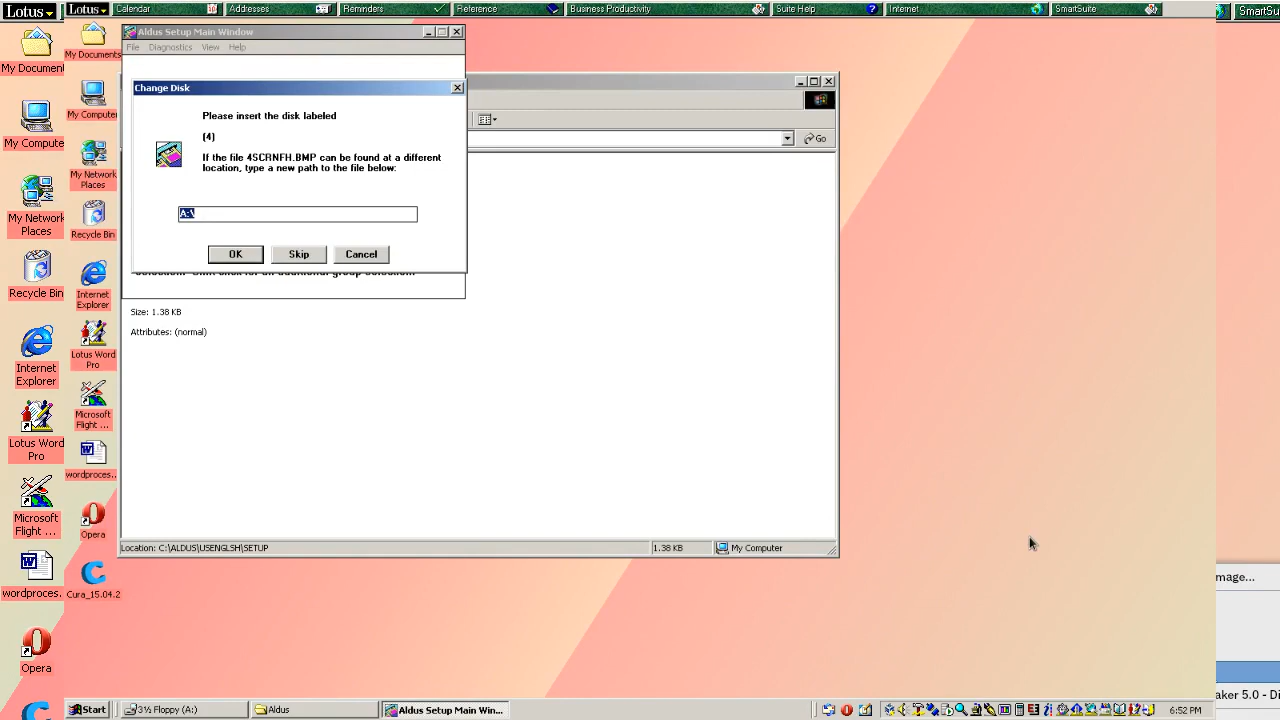 Lotus Lotus Calendar Addresses Reminders Reference Business Productivity Suite Help Internet SmartSuite SmartSu
My Documen
My Documents
My Computer
My Computer
My Network
Places
My Network
Places
Recycle Bin
Recycle Bin
Internet
Explorer
Internet
Explorer
Lotus Word
Pro
Lotus Word
Pro
Microsoft
Flight ...
Microsoft
Flight ...
wordproces...
wordproces...
Opera
Opera
Cura_15.04.2
Aldus Setup Main Window
File Diagnostics View Help
Change Disk
Please insert the disk labeled
(4)
If the file 4SCRNFH.BMP can be found at a different
location, type a new path to the file below:
A:\
OK Skip Cancel
Go
Size: 1.38 KB
Attributes: (normal)
Location: C:\ALDUS\USENGLSH\SETUP 1.38 KB My Computer
mage...
aker 5.0 - Di
Start 3½ Floppy (A:) Aldus Aldus Setup Main Win... 6:52 PM